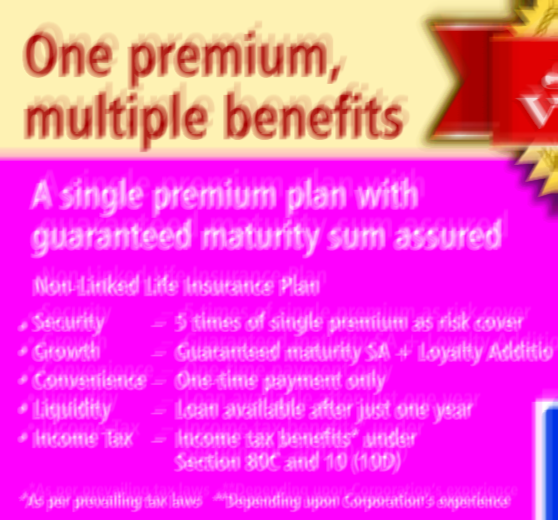 One premium,
multiple benefits
A single premium plan with
guaranteed maturity sum assured
Non-Linked Life Insurance Plan
• Security – 5 times of single premium as risk cover
• Growth – Guaranteed maturity SA + Loyalty Additio
• Convenience – One-time payment only
• Liquidity – Loan available after just one year
• Income Tax – Income tax benefits* under
Section 80C and 10 (10D)
*As per prevailing tax laws **Depending upon Corporation's experience